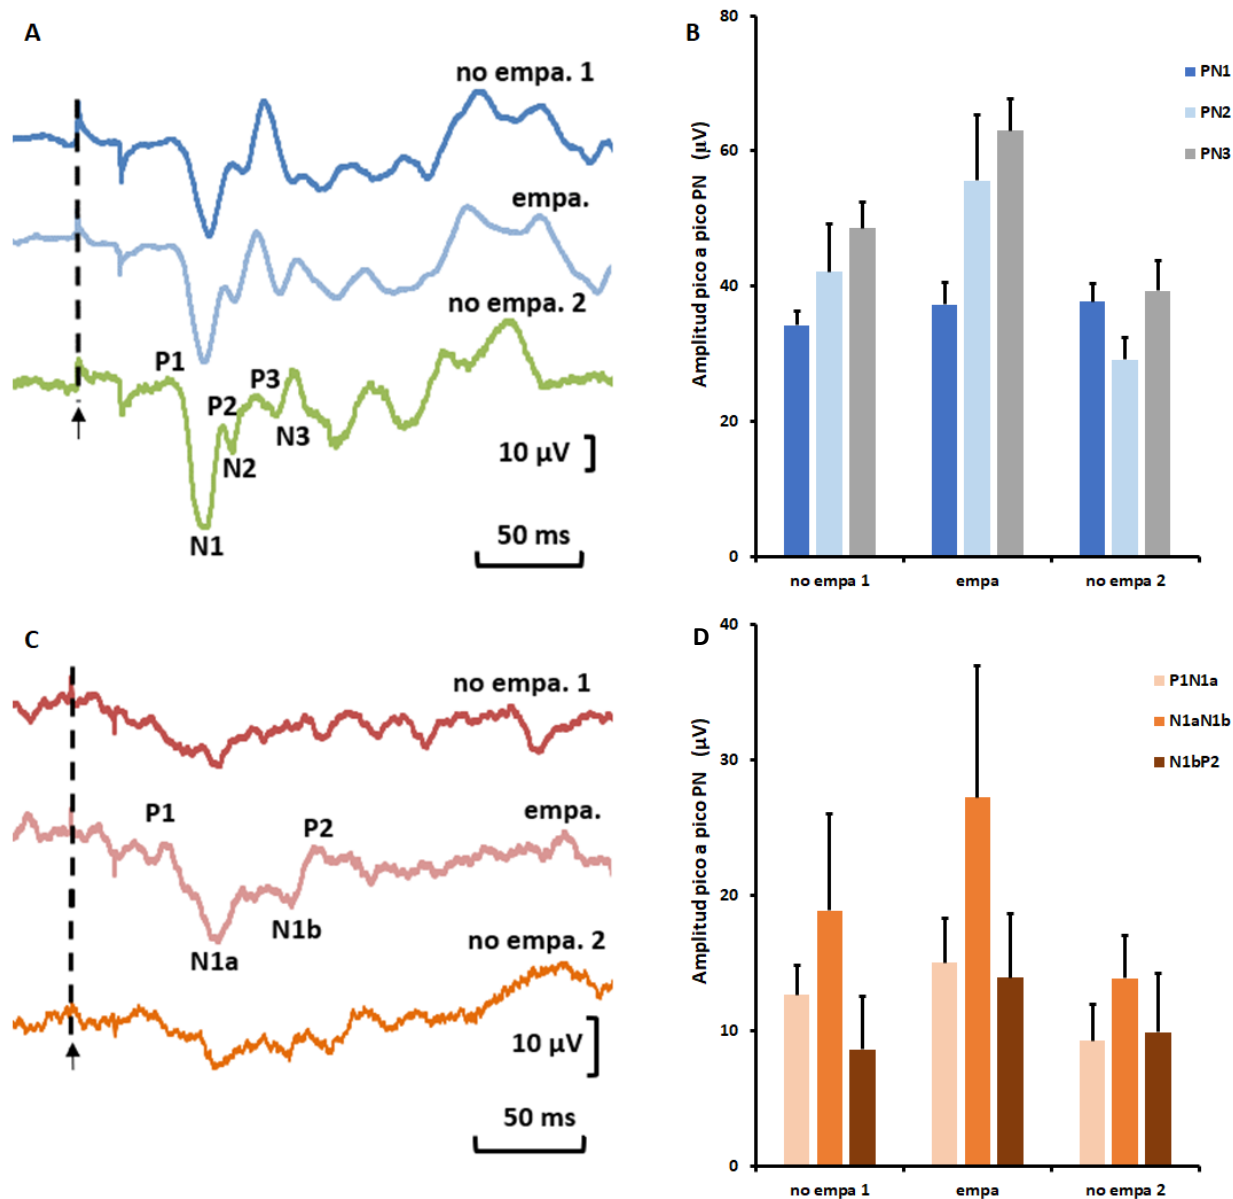 A
no empa. 1
empa.
no empa. 2
P1
P2
P3
N3
N2
N1
10 µV
50 ms
B
Amplitud pico a pico PN (µV)
80
60
40
20
0
no empa 1
empa
no empa 2
PN1
PN2
PN3
C
no empa. 1
empa.
P1
P2
N1b
N1a
no empa. 2
10 µV
50 ms
D
Amplitud pico a pico PN (µV)
40
30
20
10
0
no empa 1
empa
no empa 2
P1N1a
N1aN1b
N1bP2